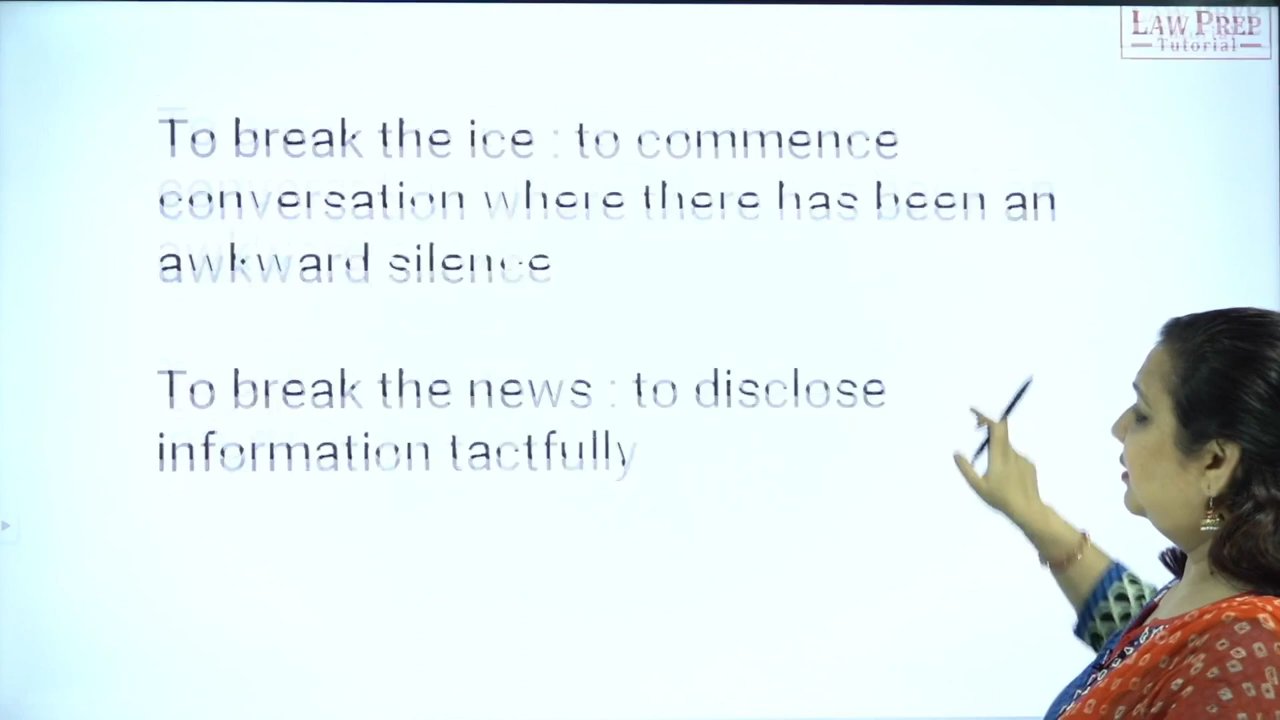 LAW PREP
Tutorial
To break the ice : to commence
conversation where there has been an
awkward silence
To break the news : to disclose
information tactfully